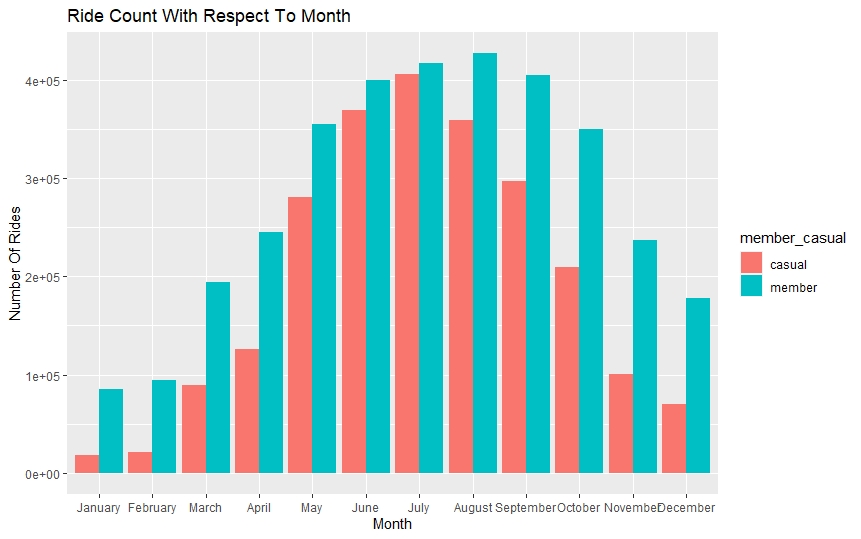 Ride Count With Respect To Month
4e+05
3e+05
2e+05
1e+05
0e+00
Number Of Rides
January February March April May June July August September October November December
Month
member_casual
casual
member